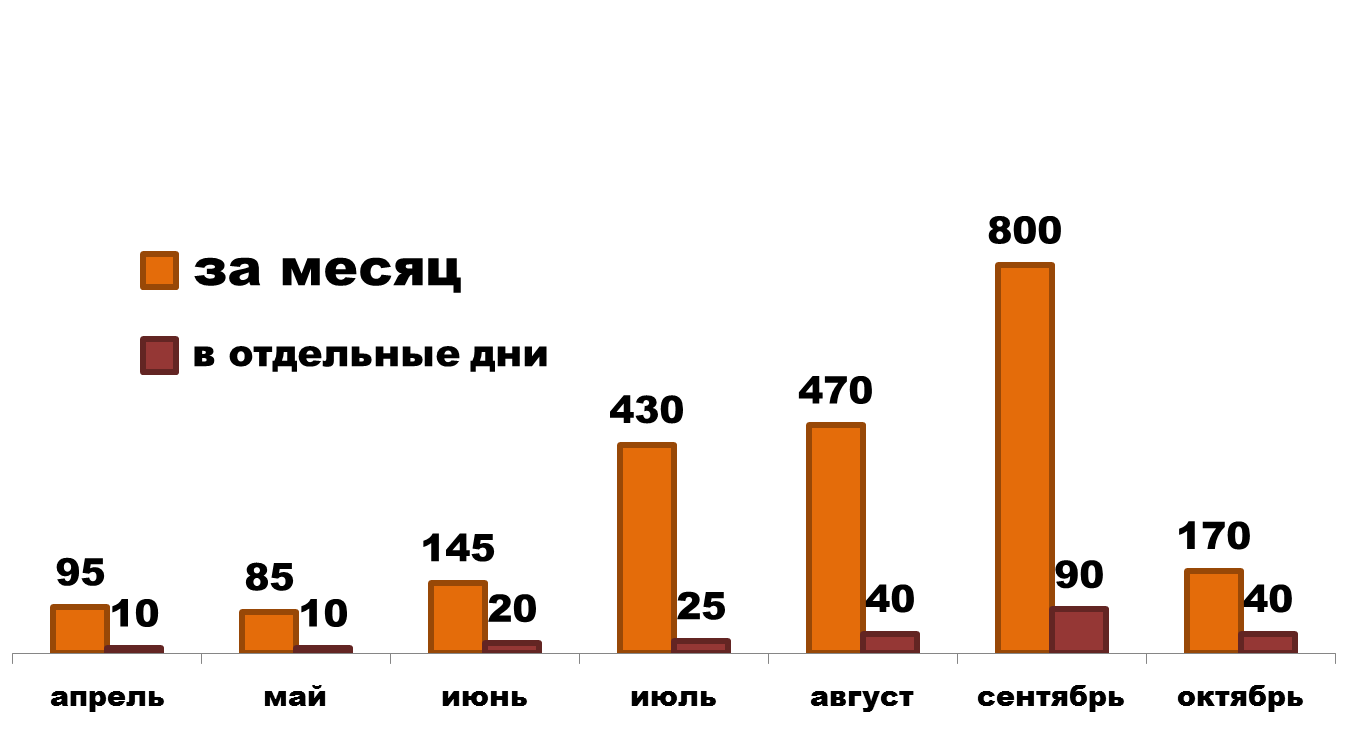 800
за месяц
в отдельные дни
430
470
95
10
85
10
145
20
25
40
90
170
40
апрель
май
июнь
июль
август
сентябрь
октябрь